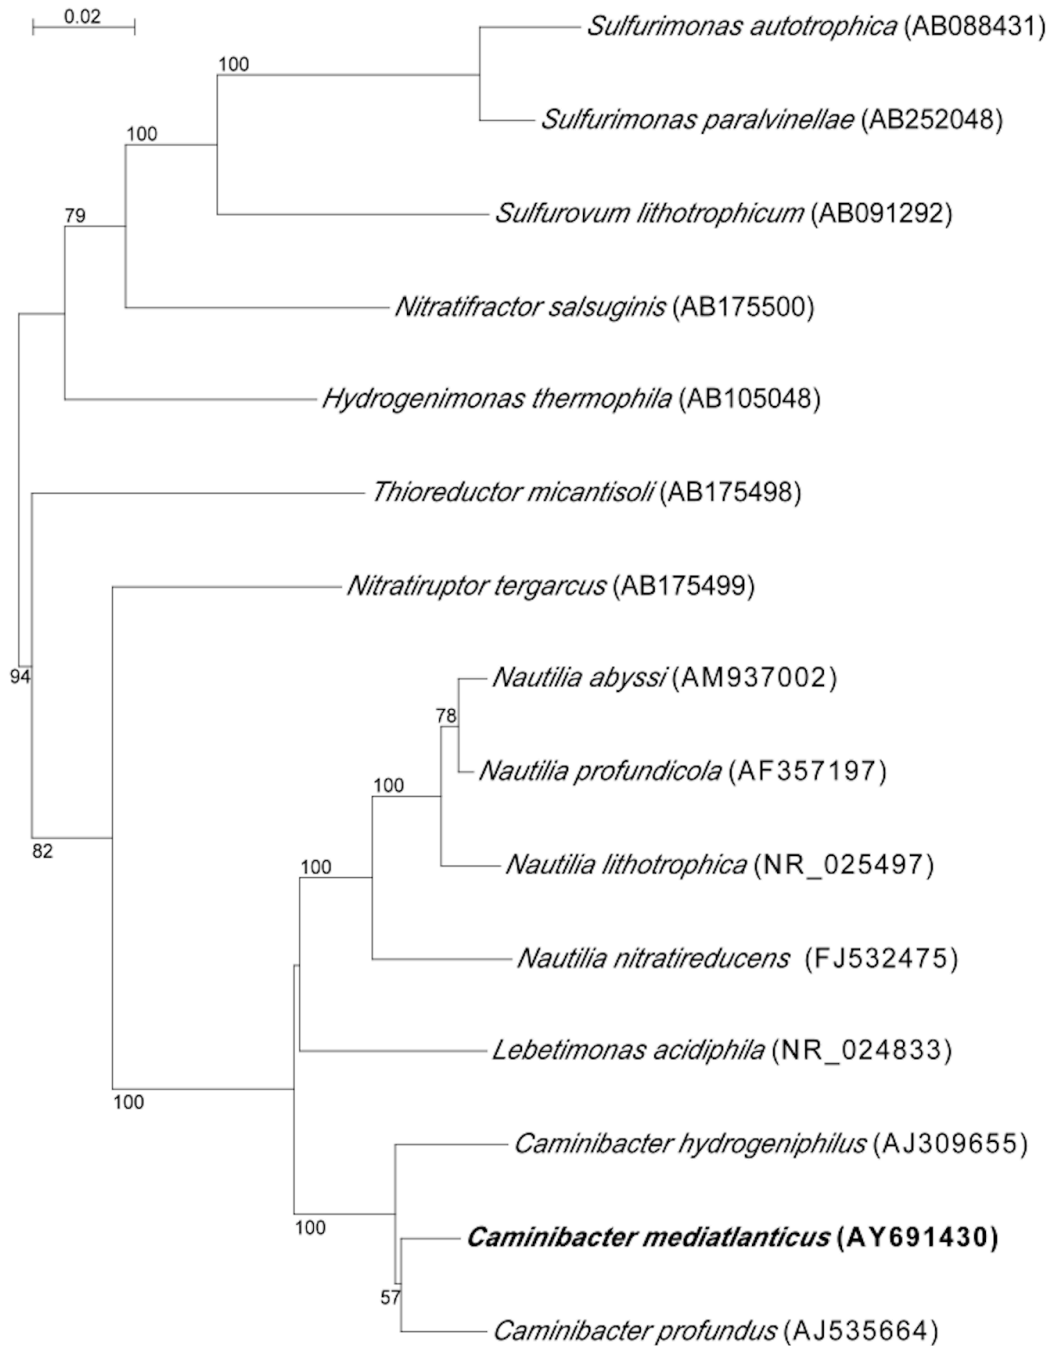 0.02
Sulfurimonas autotrophica (AB088431)
100
Sulfurimonas paralvinellae (AB252048)
100
Sulfurovum lithotrophicum (AB091292)
79
Nitratifractor salsuginis (AB175500)
Hydrogenimonas thermophila (AB105048)
Thioreductor micantisoli (AB175498)
Nitratiruptor tergarcus (AB175499)
94
Nautilia abyssi (AM937002)
78
Nautilia profundicola (AF357197)
100
82
Nautilia lithotrophica (NR_025497)
100
Nautilia nitratireducens (FJ532475)
Lebetimonas acidiphila (NR_024833)
100
Caminibacter hydrogeniphilus (AJ309655)
100
Caminibacter mediatlanticus (AY691430)
57
Caminibacter profundus (AJ535664)